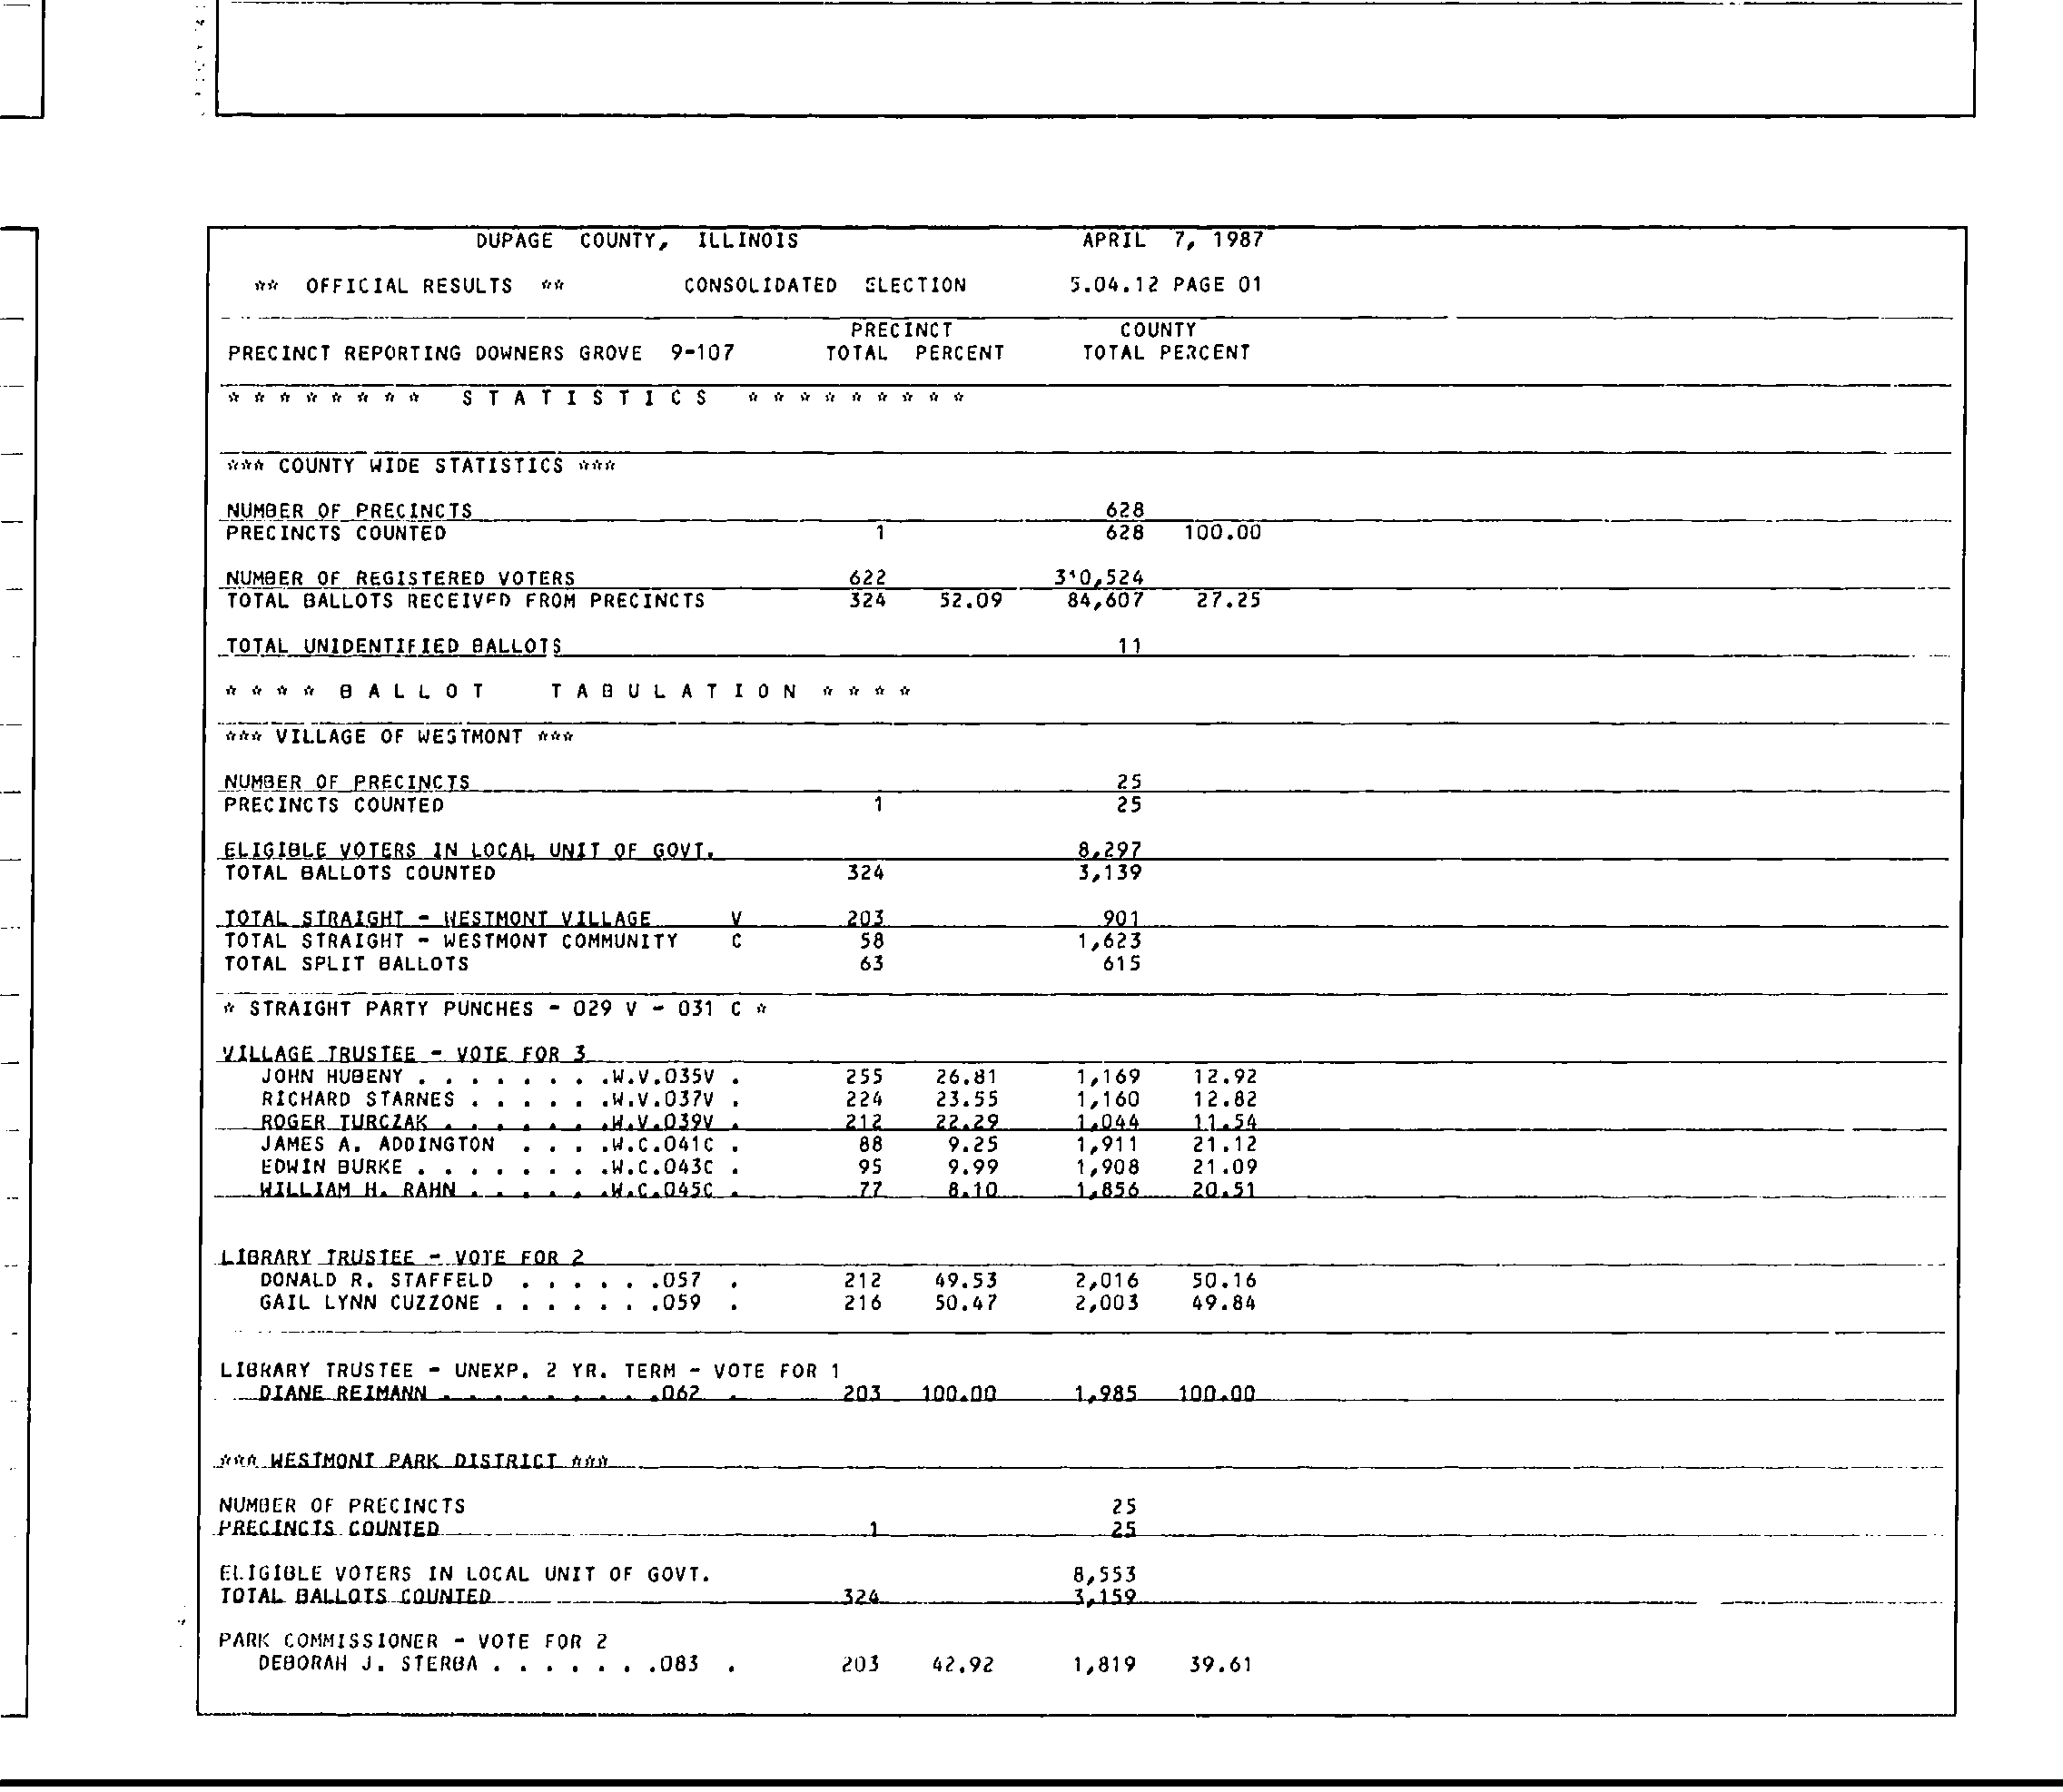 DUPAGE COUNTY, ILLINOIS APRIL 7, 1987
** OFFICIAL RESULTS ** CONSOLIDATED ELECTION 5.04.12 PAGE 01
PRECINCT COUNTY
PRECINCT REPORTING DOWNERS GROVE 9-107 TOTAL PERCENT TOTAL PERCENT
* * * * * * * * S T A T I S T I C S * * * * * * * * *
*** COUNTY WIDE STATISTICS ***
NUMBER OF PRECINCTS 628
PRECINCTS COUNTED 1 628 100.00
NUMBER OF REGISTERED VOTERS 622 310,524
TOTAL BALLOTS RECEIVED FROM PRECINCTS 324 52.09 84,607 27.25
TOTAL UNIDENTIFIED BALLOTS 11
* * * * B A L L O T T A B U L A T I O N * * * *
*** VILLAGE OF WESTMONT ***
NUMBER OF PRECINCTS 25
PRECINCTS COUNTED 1 25
ELIGIBLE VOTERS IN LOCAL UNIT OF GOVT. 8,297
TOTAL BALLOTS COUNTED 324 3,139
TOTAL STRAIGHT - WESTMONT VILLAGE V 203 901
TOTAL STRAIGHT - WESTMONT COMMUNITY C 58 1,623
TOTAL SPLIT BALLOTS 63 615
* STRAIGHT PARTY PUNCHES - 029 V - 031 C *
VILLAGE TRUSTEE - VOTE FOR 3
JOHN HUBENY . . . . . . . .W.V.035V . 255 26.81 1,169 12.92
RICHARD STARNES . . . . . .W.V.037V . 224 23.55 1,160 12.82
ROGER TURCZAK . . . . . . .W.V.039V . 212 22.29 1,044 11.54
JAMES A. ADDINGTON . . . .W.C.041C . 88 9.25 1,911 21.12
EDWIN BURKE . . . . . . . .W.C.043C . 95 9.99 1,908 21.09
WILLIAM H. RAHN . . . . . .W.C.045C . 77 8.10 1,856 20.51
LIBRARY TRUSTEE - VOTE FOR 2
DONALD R. STAFFELD . . . . . .057 . 212 49.53 2,016 50.16
GAIL LYNN CUZZONE . . . . . . .059 . 216 50.47 2,003 49.84
LIBRARY TRUSTEE - UNEXP. 2 YR. TERM - VOTE FOR 1
DIANE REIMANN . . . . . . . . .062 . 203 100.00 1,985 100.00
*** WESTMONT PARK DISTRICT ***
NUMBER OF PRECINCTS 25
PRECINCTS COUNTED 1 25
ELIGIBLE VOTERS IN LOCAL UNIT OF GOVT. 8,553
TOTAL BALLOTS COUNTED 324 3,159
PARK COMMISSIONER - VOTE FOR 2
DEBORAH J. STERBA . . . . . . .083 . 203 42.92 1,819 39.61